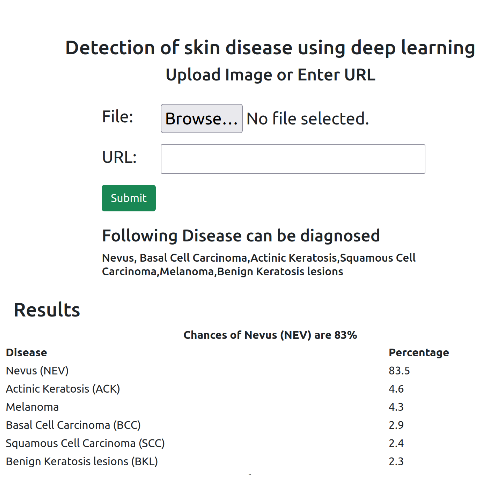 Detection of skin disease using deep learning
Upload Image or Enter URL
File: Browse... No file selected.
URL:
Submit
Following Disease can be diagnosed
Nevus, Basal Cell Carcinoma,Actinic Keratosis,Squamous Cell
Carcinoma,Melanoma,Benign Keratosis lesions
Results
Chances of Nevus (NEV) are 83%
Disease Percentage
Nevus (NEV) 83.5
Actinic Keratosis (ACK) 4.6
Melanoma 4.3
Basal Cell Carcinoma (BCC) 2.9
Squamous Cell Carcinoma (SCC) 2.4
Benign Keratosis lesions (BKL) 2.3